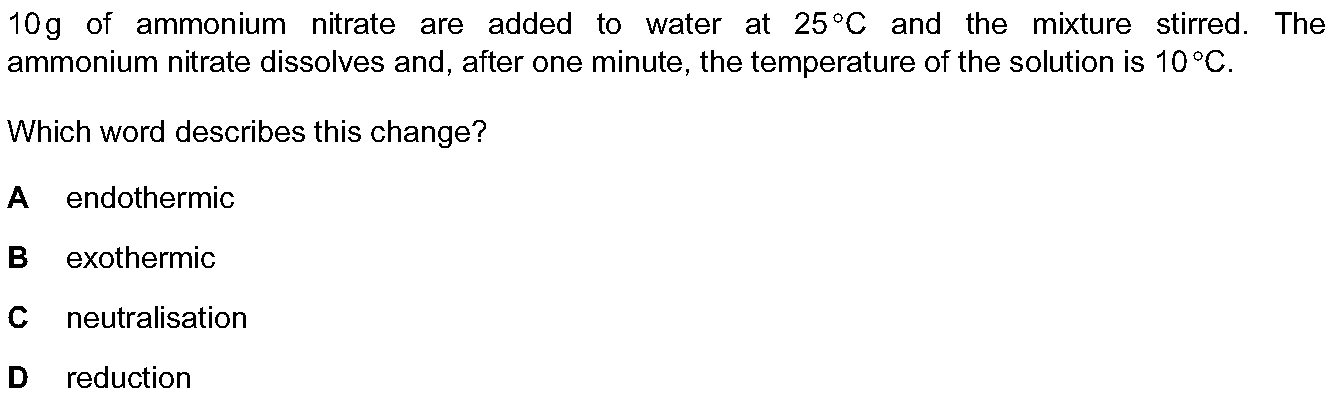 10g of ammonium nitrate are added to water at 25°C and the mixture stirred. The
ammonium nitrate dissolves and, after one minute, the temperature of the solution is 10°C.
Which word describes this change?
A endothermic
B exothermic
C neutralisation
D reduction